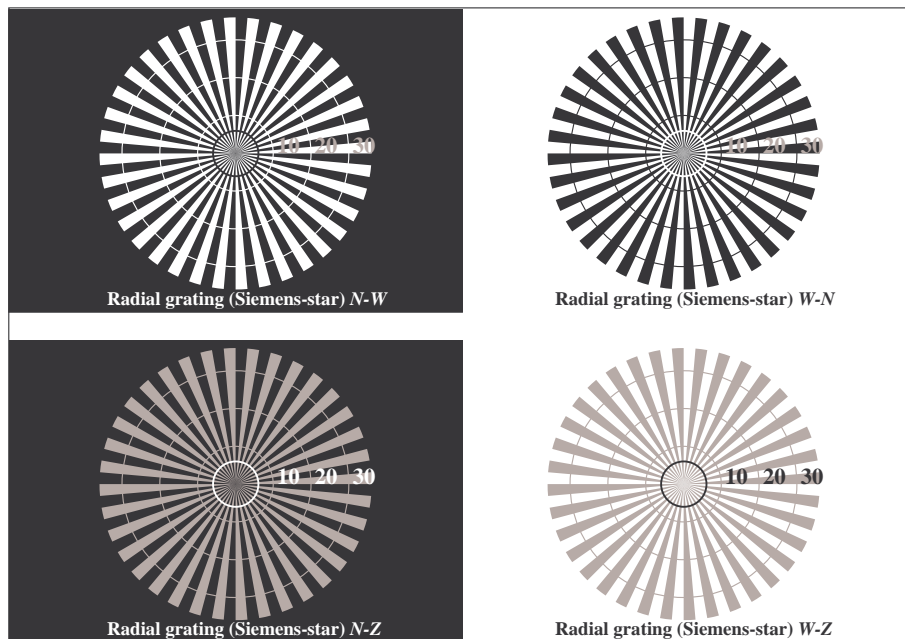 10 20 30
Radial grating (Siemens-star) N-W
10 20 30
Radial grating (Siemens-star) W-N
10 20 30
Radial grating (Siemens-star) N-Z
10 20 30
Radial grating (Siemens-star) W-Z